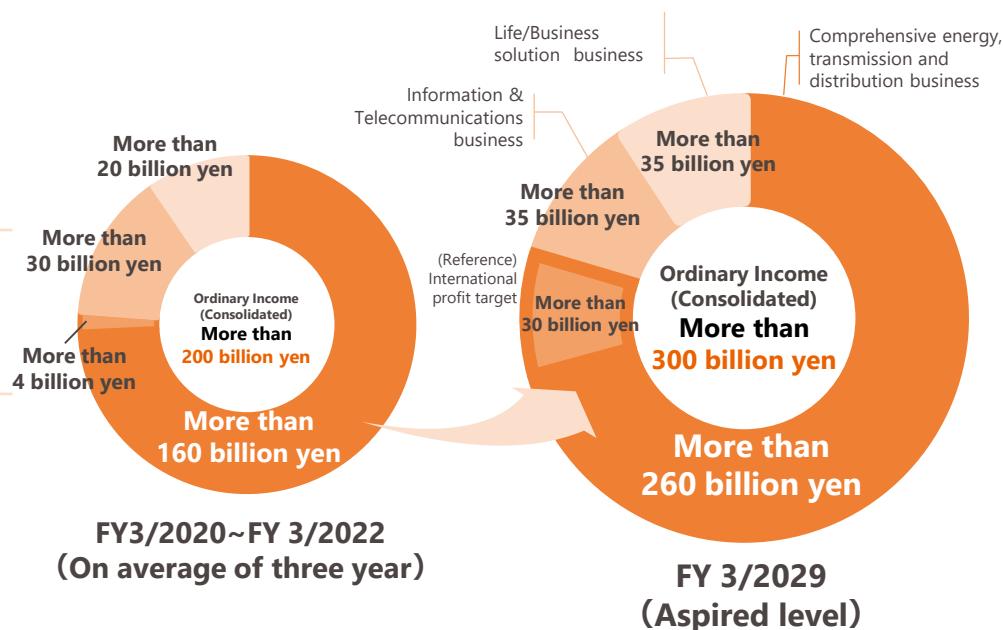 Life/Business
solution business
Comprehensive energy,
transmission and
distribution business
Information &
Telecommunications
business
More than
20 billion yen
More than
30 billion yen
More than
4 billion yen
Ordinary Income
(Consolidated)
More than
200 billion yen
More than
160 billion yen
FY3/2020~FY 3/2022
(On average of three year)
More than
35 billion yen
More than
35 billion yen
(Reference)
International
profit target
More than
30 billion yen
Ordinary Income
(Consolidated)
More than
300 billion yen
More than
260 billion yen
FY 3/2029
(Aspired level)